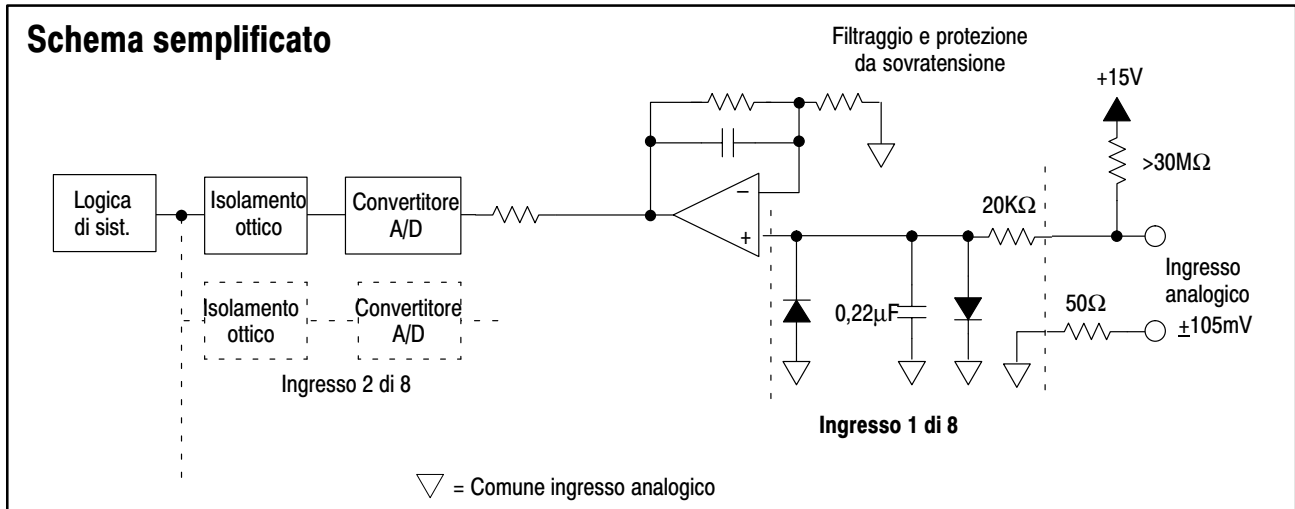 Schema semplificato
Filtraggio e protezione
da sovratensione
+15V
>30MΩ
Logica
di sist.
Isolamento
ottico
Convertitore
A/D
−
+
20KΩ
Ingresso
analogico
±105mV
50Ω
0,22µF
Isolamento
ottico
Convertitore
A/D
Ingresso 2 di 8
Ingresso 1 di 8
= Comune ingresso analogico